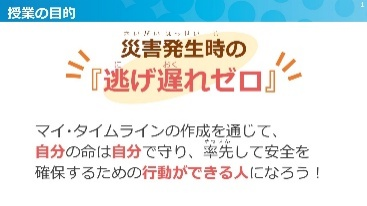 授業の目的
1
災害発生時の
『逃げ遅れゼロ』
マイ・タイムラインの作成を通じて、
自分の命は自分で守り、率先して安全を
確保するための行動ができる人になろう！